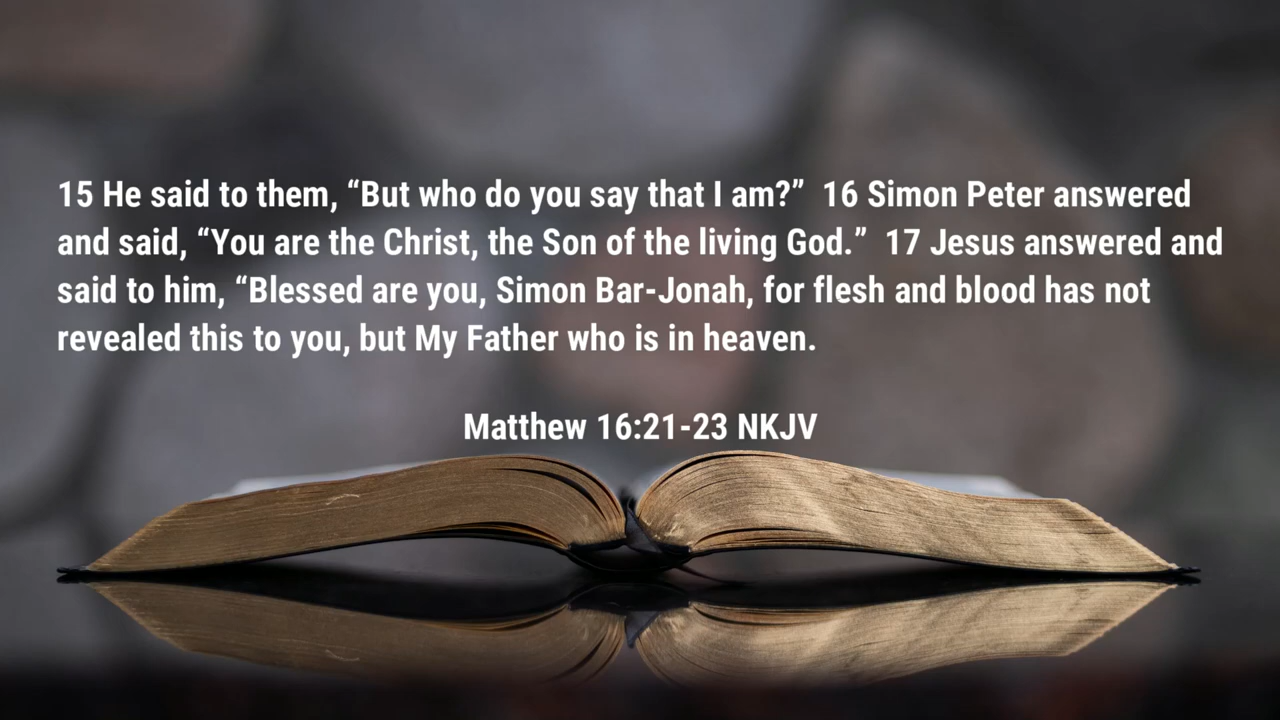 15 He said to them, “But who do you say that I am?”  16 Simon Peter answered
and said, “You are the Christ, the Son of the living God.”  17 Jesus answered and
said to him, “Blessed are you, Simon Bar-Jonah, for flesh and blood has not
revealed this to you, but My Father who is in heaven.
Matthew 16:21-23 NKJV